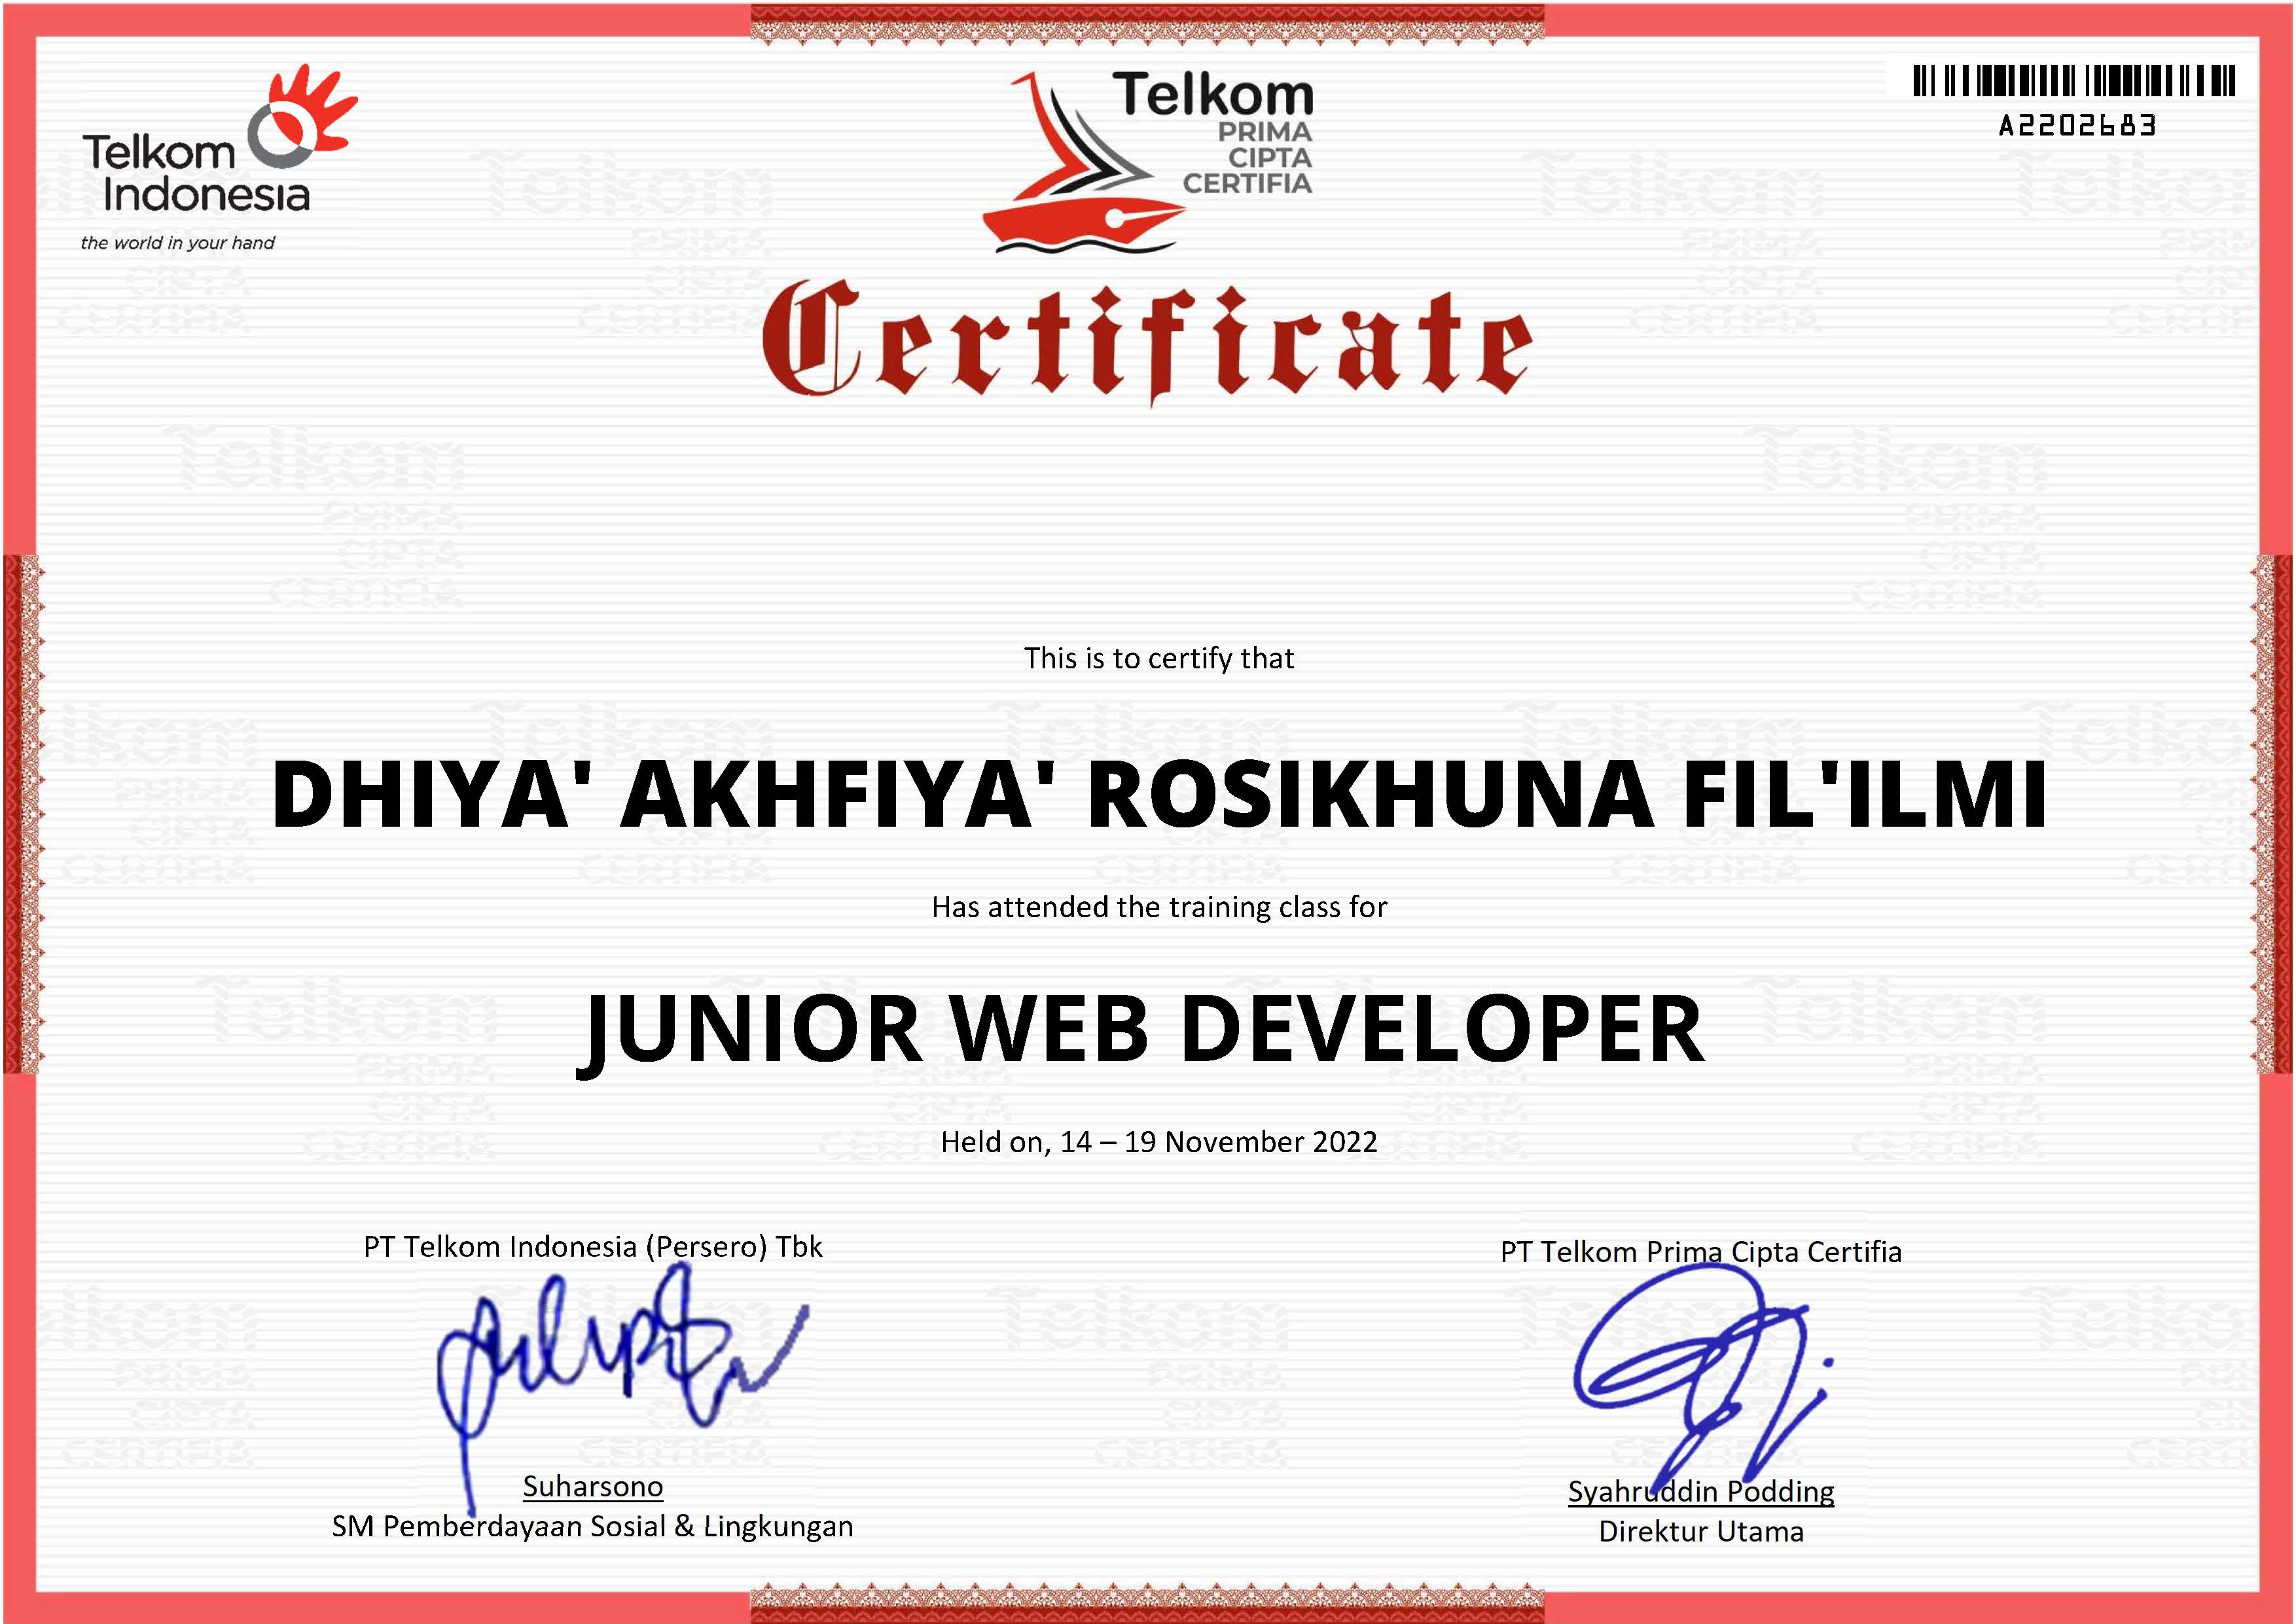 Telkom
Indonesia
the world in your hand
Telkom
PRIMA
CIPTA
CERTIFIA
A2202683
Certificate
This is to certify that
DHIYA' AKHFIYA' ROSIKHUNA FIL'ILMI
Has attended the training class for
JUNIOR WEB DEVELOPER
Held on, 14 – 19 November 2022
PT Telkom Indonesia (Persero) Tbk
Suharsono
SM Pemberdayaan Sosial & Lingkungan
PT Telkom Prima Cipta Certifia
Syahruddin Podding
Direktur Utama